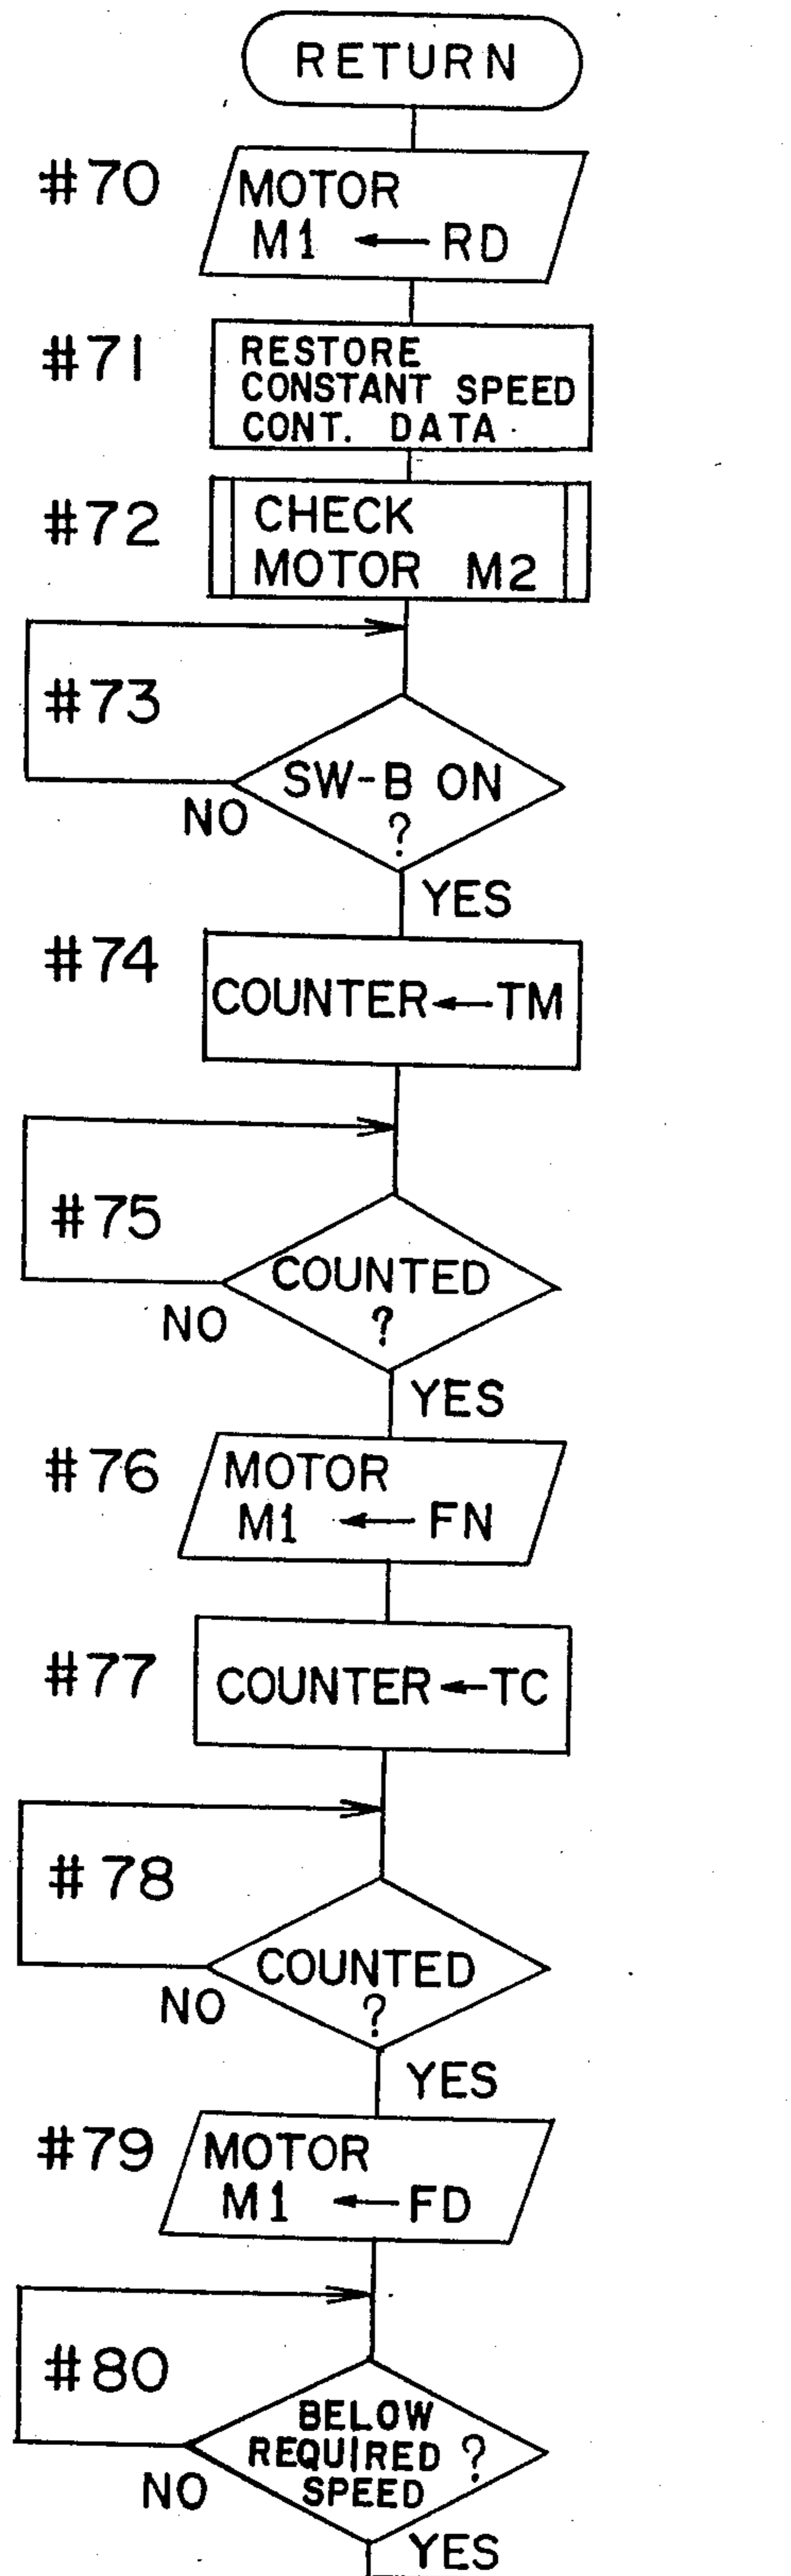 RETURN
#70
MOTOR
M1 ← RD
#71
RESTORE
CONSTANT SPEED
CONT. DATA
#72
CHECK
MOTOR M2
#73
SW-B ON
?
NO
YES
#74
COUNTER←TM
#75
COUNTED
?
NO
YES
#76
MOTOR
M1 ← FN
#77
COUNTER←TC
#78
COUNTED
?
NO
YES
#79
MOTOR
M1 ← FD
#80
BELOW
REQUIRED ?
SPEED
NO
YES